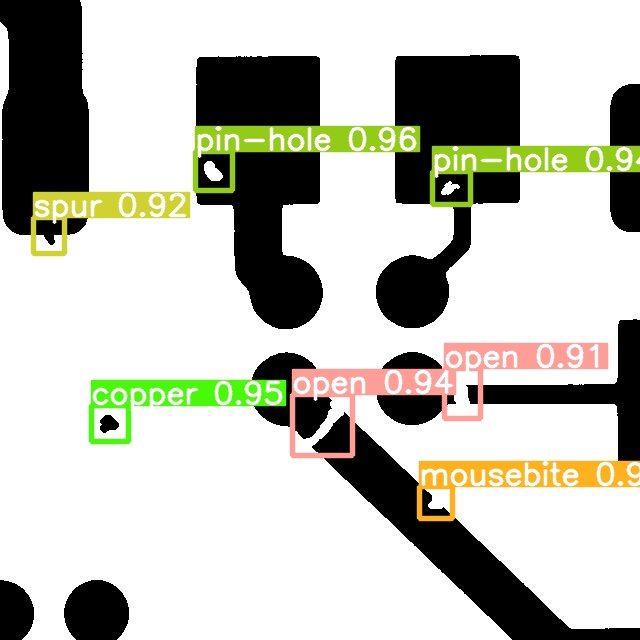 pin-hole 0.96
pin-hole 0.94
spur 0.92
open 0.91
open 0.94
copper 0.95
mousebite 0.9